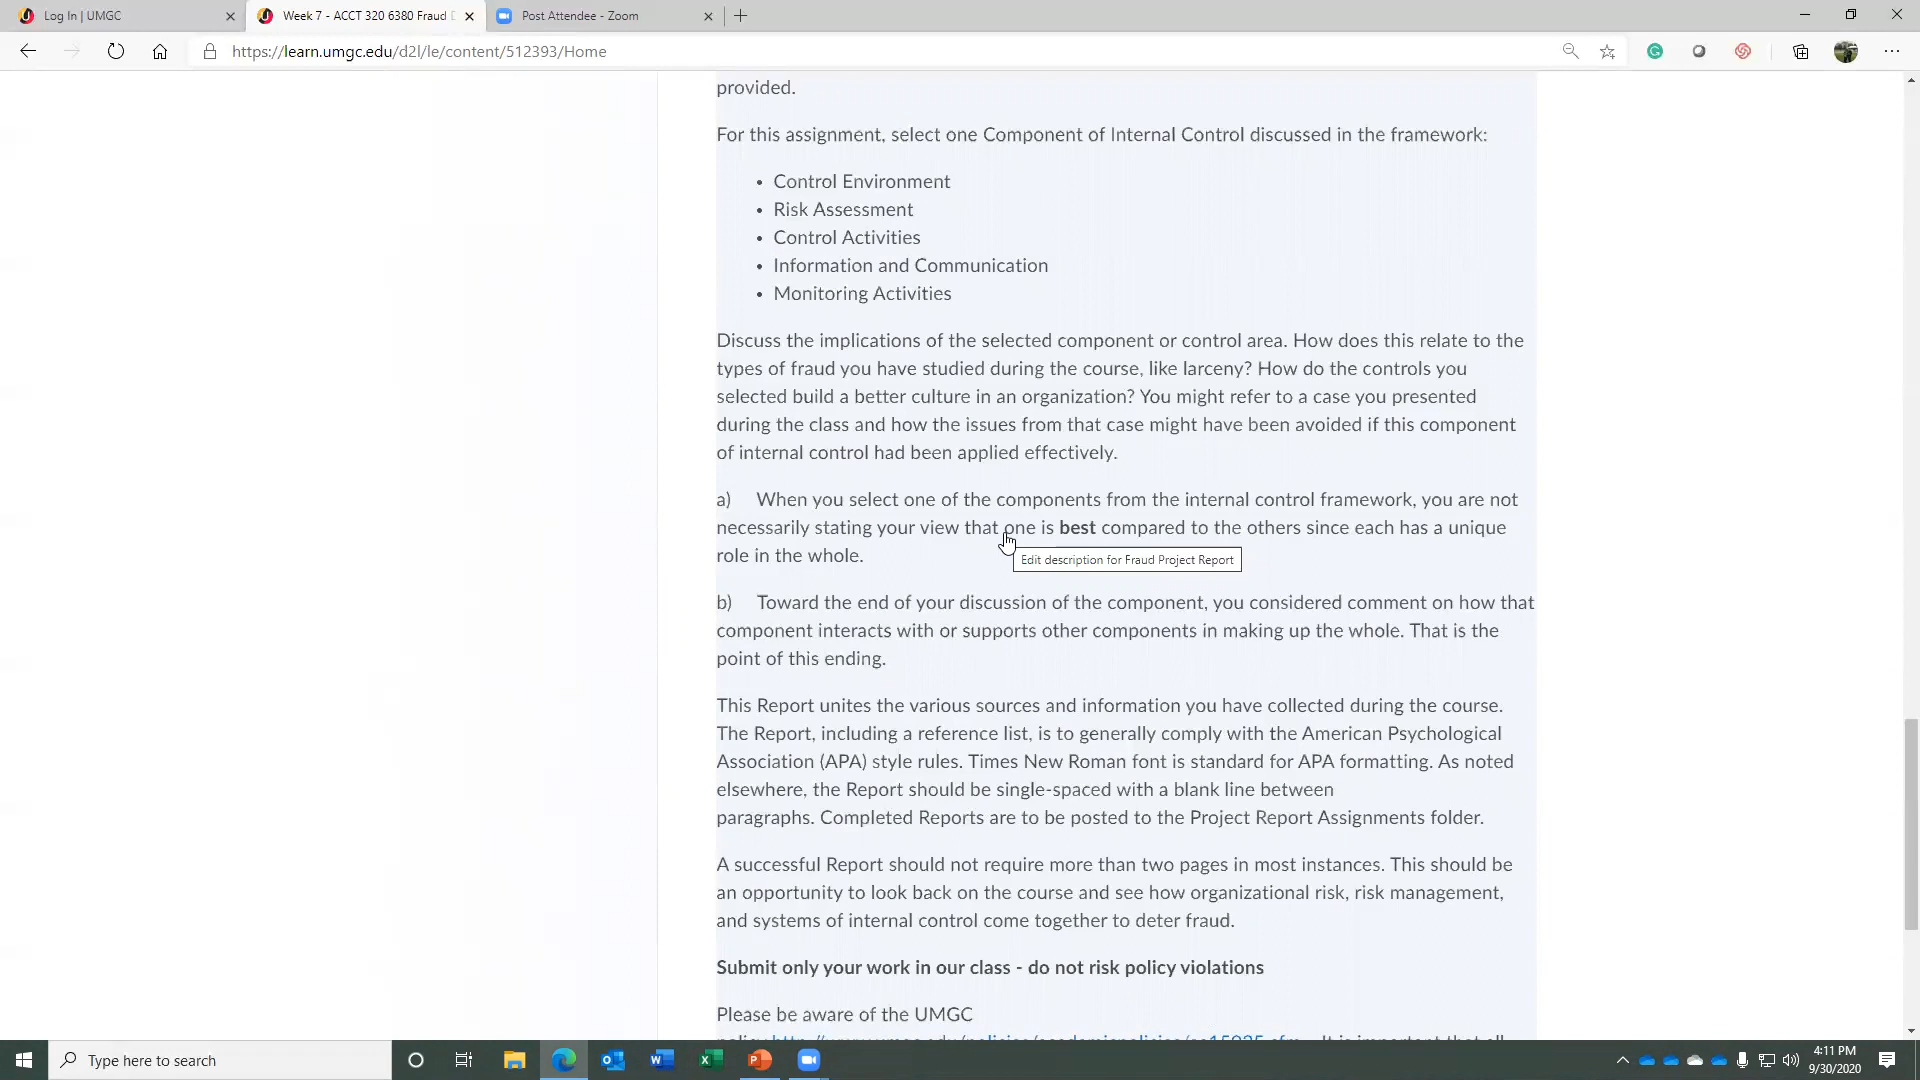 Log In | UMGC
Week 7 - ACCT 320 6380 Fraud D
Post Attendee - Zoom
https://learn.umgc.edu/d2l/le/content/512393/Home
provided.
For this assignment, select one Component of Internal Control discussed in the framework:
• Control Environment
• Risk Assessment
• Control Activities
• Information and Communication
• Monitoring Activities
Discuss the implications of the selected component or control area. How does this relate to the
types of fraud you have studied during the course, like larceny? How do the controls you
selected build a better culture in an organization? You might refer to a case you presented
during the class and how the issues from that case might have been avoided if this component
of internal control had been applied effectively.
a) When you select one of the components from the internal control framework, you are not
necessarily stating your view that one is best compared to the others since each has a unique
role in the whole.
Edit description for Fraud Project Report
b) Toward the end of your discussion of the component, you considered comment on how that
component interacts with or supports other components in making up the whole. That is the
point of this ending.
This Report unites the various sources and information you have collected during the course.
The Report, including a reference list, is to generally comply with the American Psychological
Association (APA) style rules. Times New Roman font is standard for APA formatting. As noted
elsewhere, the Report should be single-spaced with a blank line between
paragraphs. Completed Reports are to be posted to the Project Report Assignments folder.
A successful Report should not require more than two pages in most instances. This should be
an opportunity to look back on the course and see how organizational risk, risk management,
and systems of internal control come together to deter fraud.
Submit only your work in our class - do not risk policy violations
Please be aware of the UMGC
Type here to search
4:11 PM
9/30/2020